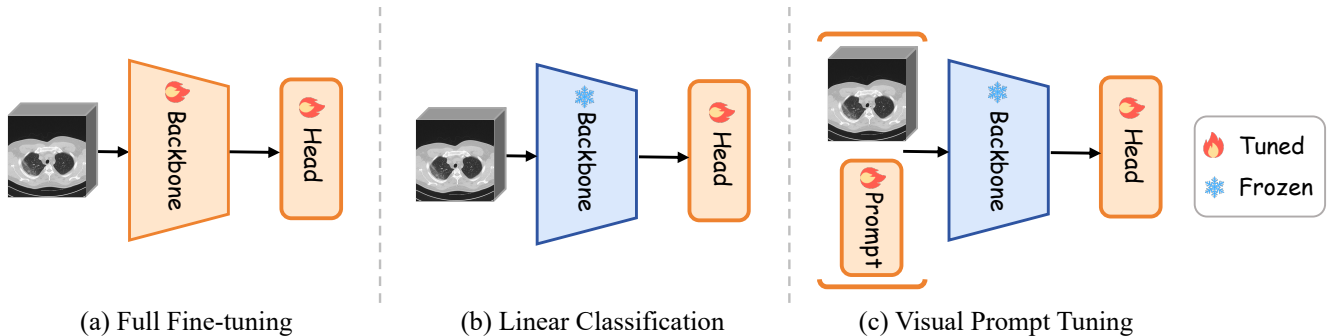 Backbone
Head
(a) Full Fine-tuning
Backbone
Head
(b) Linear Classification
Prompt
Backbone
Head
(c) Visual Prompt Tuning
Tuned
Frozen